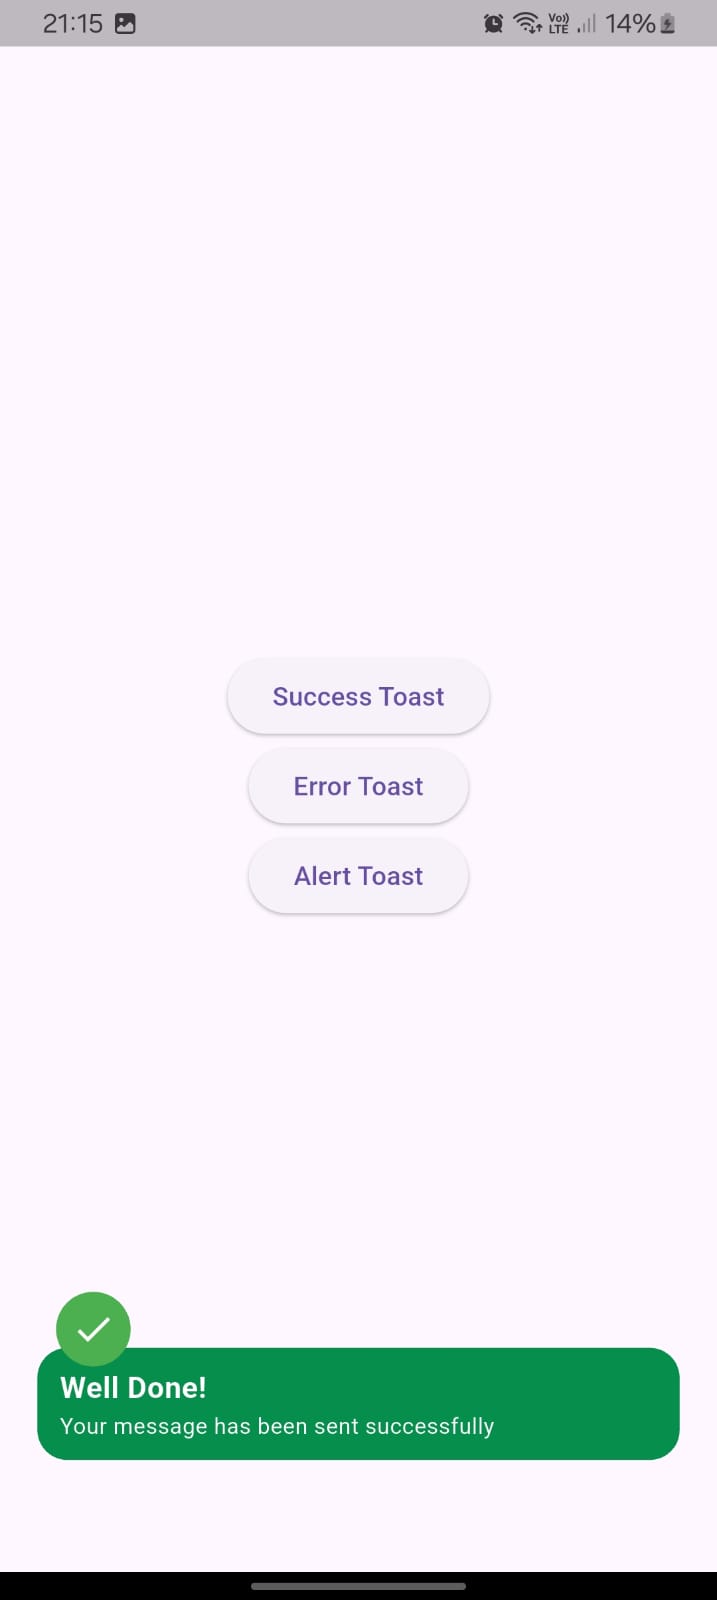 21:15 Vo)) LTE 14%
Success Toast
Error Toast
Alert Toast
Well Done!
Your message has been sent successfully